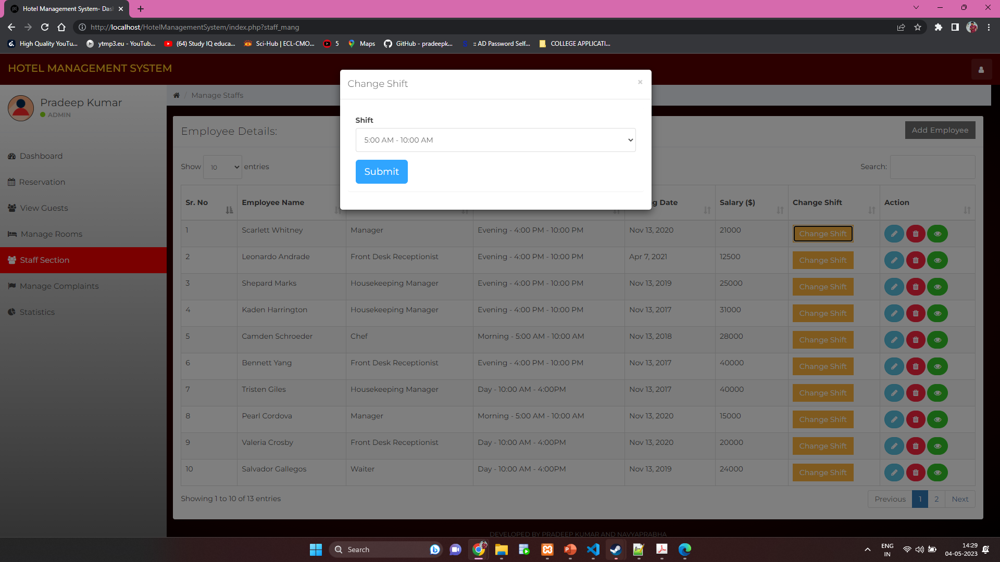 Hotel Management System- Das
http://localhost/HotelManagementSystem/index.php?staff_mang
High Quality YouTu... ytmp3.eu - YouTub... (64) Study IQ educa... Sci-Hub | ECL-CMO... 5 Maps GitHub - pradeepk... :: AD Password Self... COLLEGE APPLICATI...
HOTEL MANAGEMENT SYSTEM
Pradeep Kumar
ADMIN
Dashboard
Reservation
View Guests
Manage Rooms
Staff Section
Manage Complaints
Statistics
/ Manage Staffs
Change Shift ×
Shift
5:00 AM - 10:00 AM
Submit
Employee Details: Add Employee
Show 10 entries Search:
Sr. No Employee Name g Date Salary ($) Change Shift Action
1 Scarlett Whitney Manager Evening - 4:00 PM - 10:00 PM Nov 13, 2020 21000 Change Shift
2 Leonardo Andrade Front Desk Receptionist Evening - 4:00 PM - 10:00 PM Apr 7, 2021 12500 Change Shift
3 Shepard Marks Housekeeping Manager Evening - 4:00 PM - 10:00 PM Nov 13, 2019 25000 Change Shift
4 Kaden Harrington Housekeeping Manager Evening - 4:00 PM - 10:00 PM Nov 13, 2017 31000 Change Shift
5 Camden Schroeder Chef Morning - 5:00 AM - 10:00 AM Nov 13, 2018 28000 Change Shift
6 Bennett Yang Front Desk Receptionist Evening - 4:00 PM - 10:00 PM Nov 13, 2017 40000 Change Shift
7 Tristen Giles Housekeeping Manager Day - 10:00 AM - 4:00PM Nov 13, 2017 40000 Change Shift
8 Pearl Cordova Manager Morning - 5:00 AM - 10:00 AM Nov 13, 2020 15000 Change Shift
9 Valeria Crosby Front Desk Receptionist Day - 10:00 AM - 4:00PM Nov 13, 2020 20000 Change Shift
10 Salvador Gallegos Waiter Day - 10:00 AM - 4:00PM Nov 13, 2019 24000 Change Shift
Showing 1 to 10 of 13 entries Previous 1 2 Next
DEVELOPED BY PRADEEP KUMAR AND NAVYAPRABHA
Search
ENG
IN
14:29
04-05-2023